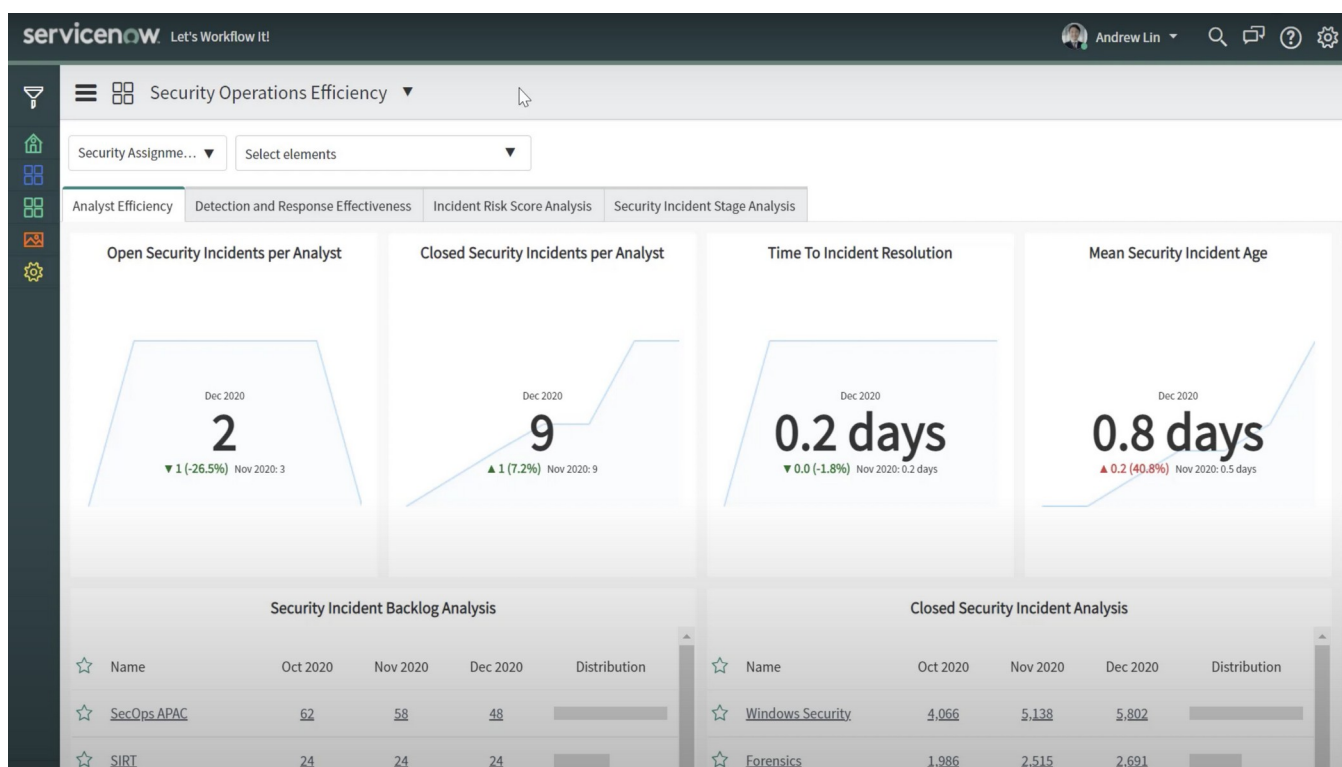 servicenow. Let's Workflow It!
Andrew Lin
Security Operations Efficiency
Security Assignme...
Select elements
Analyst Efficiency
Detection and Response Effectiveness
Incident Risk Score Analysis
Security Incident Stage Analysis
Open Security Incidents per Analyst
Dec 2020
2
▼ 1 (-26.5%) Nov 2020: 3
Closed Security Incidents per Analyst
Dec 2020
9
▲ 1 (7.2%) Nov 2020: 9
Time To Incident Resolution
Dec 2020
0.2 days
▼ 0.0 (-1.8%) Nov 2020: 0.2 days
Mean Security Incident Age
Dec 2020
0.8 days
▲ 0.2 (40.8%) Nov 2020: 0.5 days
Security Incident Backlog Analysis
Name Oct 2020 Nov 2020 Dec 2020 Distribution
SecOps APAC 62 58 48
SIRT 24 24 24
Closed Security Incident Analysis
Name Oct 2020 Nov 2020 Dec 2020 Distribution
Windows Security 4,066 5,138 5,802
Forensics 1,986 2,515 2,691